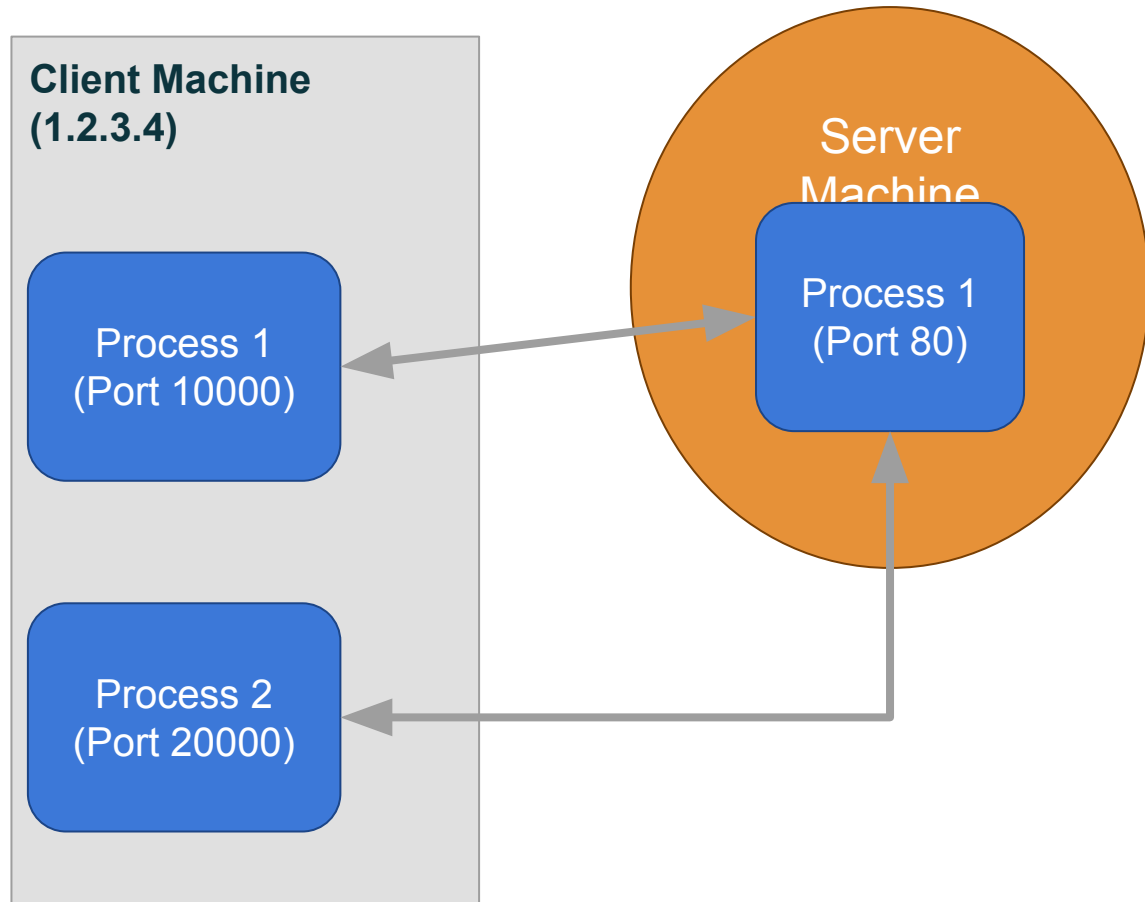 Client Machine
(1.2.3.4)
Server
Machine
Process 1
(Port 10000)
Process 1
(Port 80)
Process 2
(Port 20000)